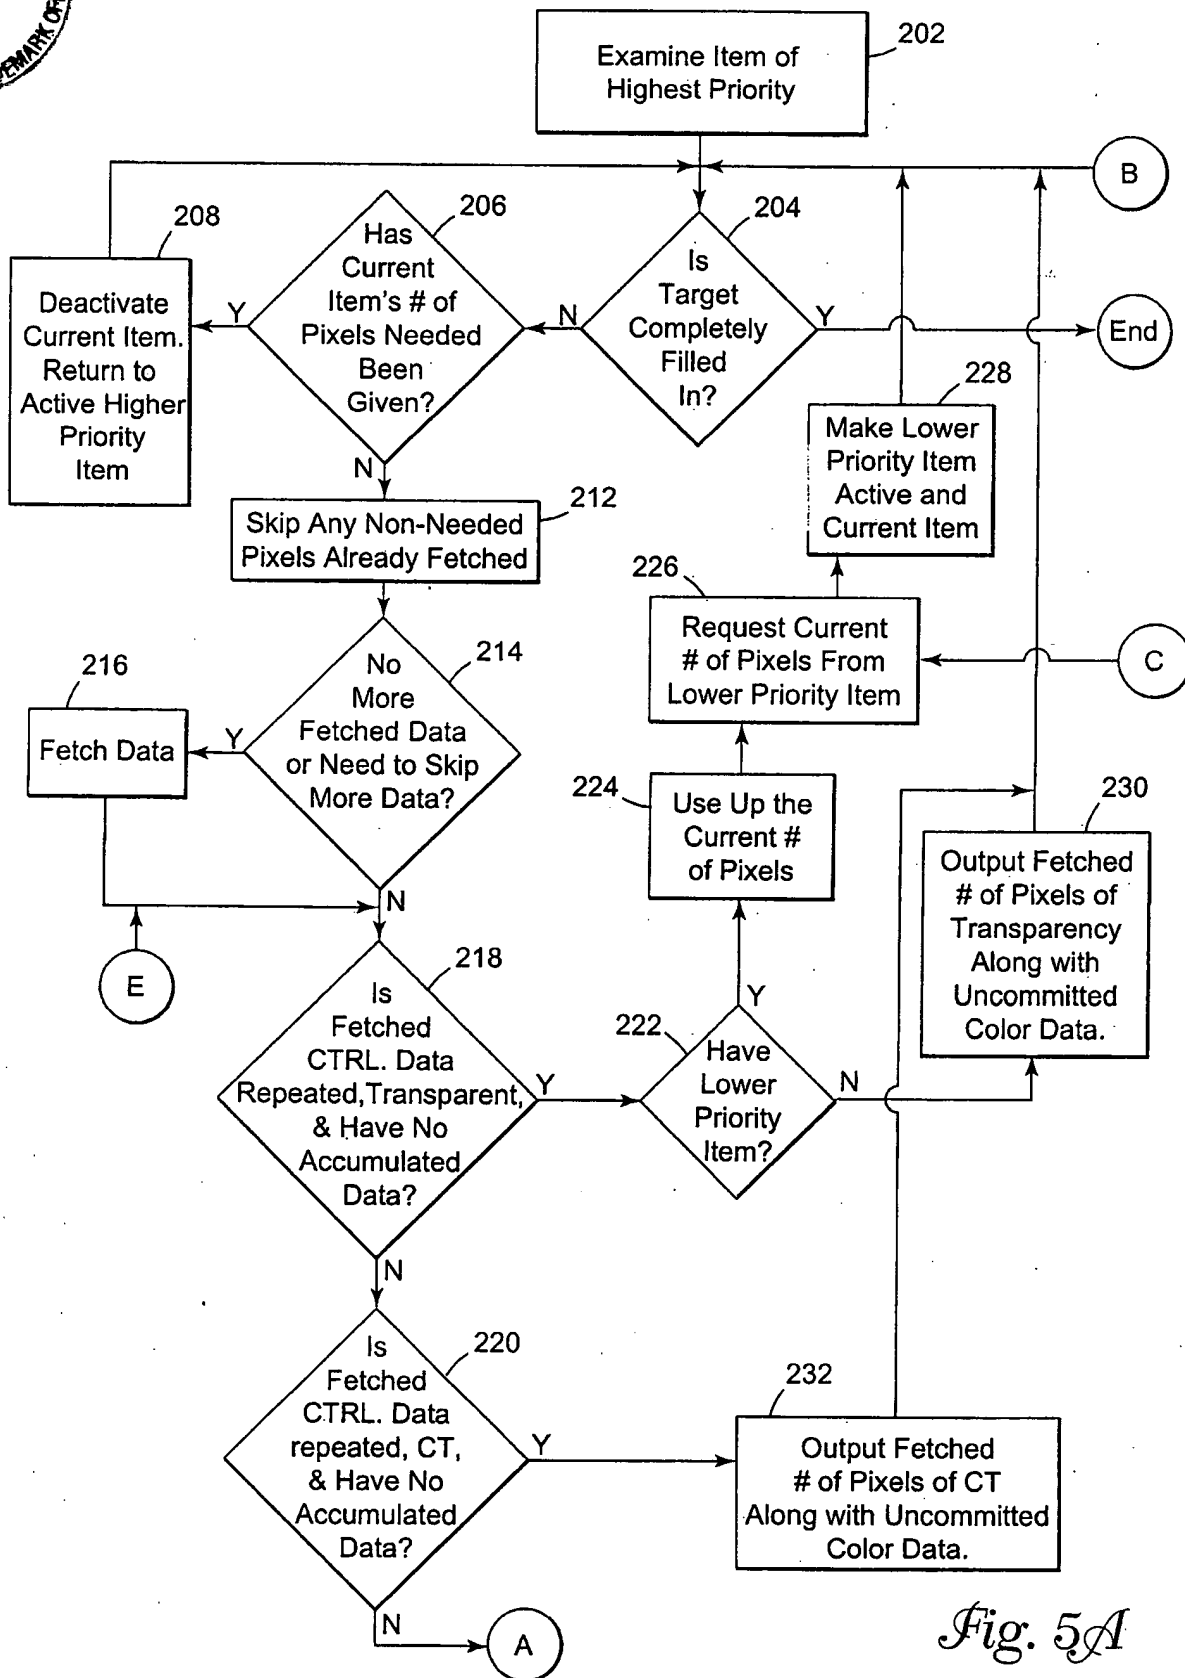 EMARK OF
Examine Item of
Highest Priority
202
B
208
206
204
Has
Current
Item's # of
Pixels Needed
Been
Given?
Is
Target
Completely
Filled
In?
Y
N
Y
End
Deactivate
Current Item.
Return to
Active Higher
Priority
Item
N
228
Make Lower
Priority Item
Active and
Current Item
212
Skip Any Non-Needed
Pixels Already Fetched
226
Request Current
# of Pixels From
Lower Priority Item
C
216
214
No
More
Fetched Data
or Need to Skip
More Data?
Y
Fetch Data
N
224
Use Up the
Current #
of Pixels
230
Output Fetched
# of Pixels of
Transparency
Along with
Uncommitted
Color Data.
E
218
Is
Fetched
CTRL. Data
Repeated,Transparent,
& Have No
Accumulated
Data?
Y
222
Y
Have
Lower
Priority
Item?
N
N
220
Is
Fetched
CTRL. Data
repeated, CT,
& Have No
Accumulated
Data?
Y
232
Output Fetched
# of Pixels of CT
Along with Uncommitted
Color Data.
N
A
Fig. 5A